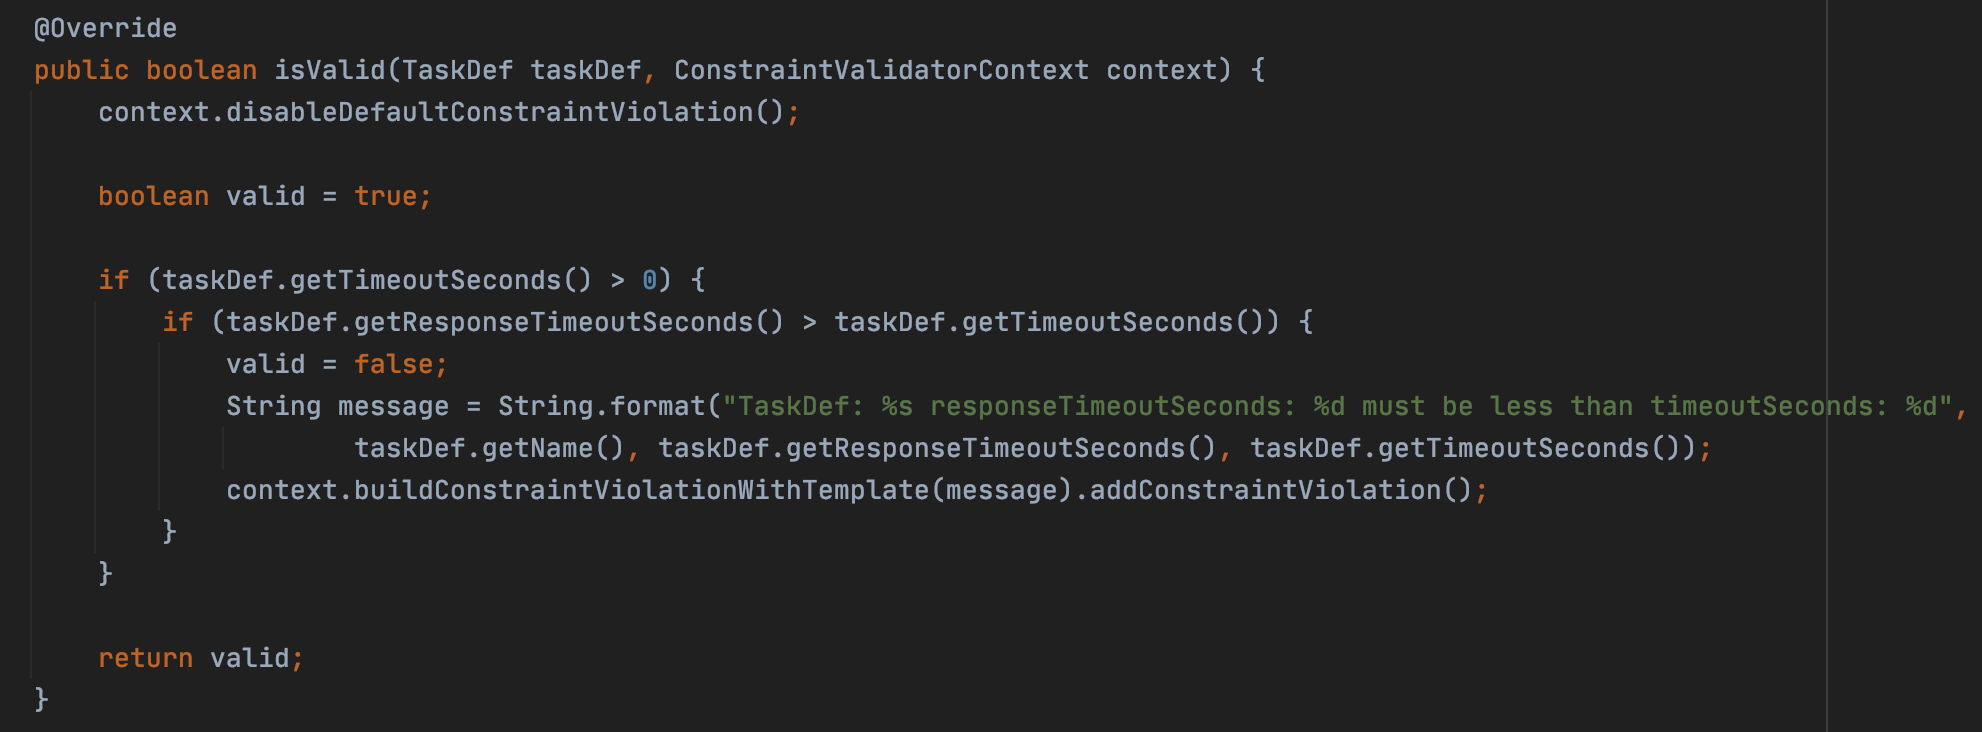 @Override
public boolean isValid(TaskDef taskDef, ConstraintValidatorContext context) {
    context.disableDefaultConstraintViolation();

    boolean valid = true;

    if (taskDef.getTimeoutSeconds() > 0) {
        if (taskDef.getResponseTimeoutSeconds() > taskDef.getTimeoutSeconds()) {
            valid = false;
            String message = String.format("TaskDef: %s responseTimeoutSeconds: %d must be less than timeoutSeconds: %d",
                    taskDef.getName(), taskDef.getResponseTimeoutSeconds(), taskDef.getTimeoutSeconds());
            context.buildConstraintViolationWithTemplate(message).addConstraintViolation();
        }
    }

    return valid;
}